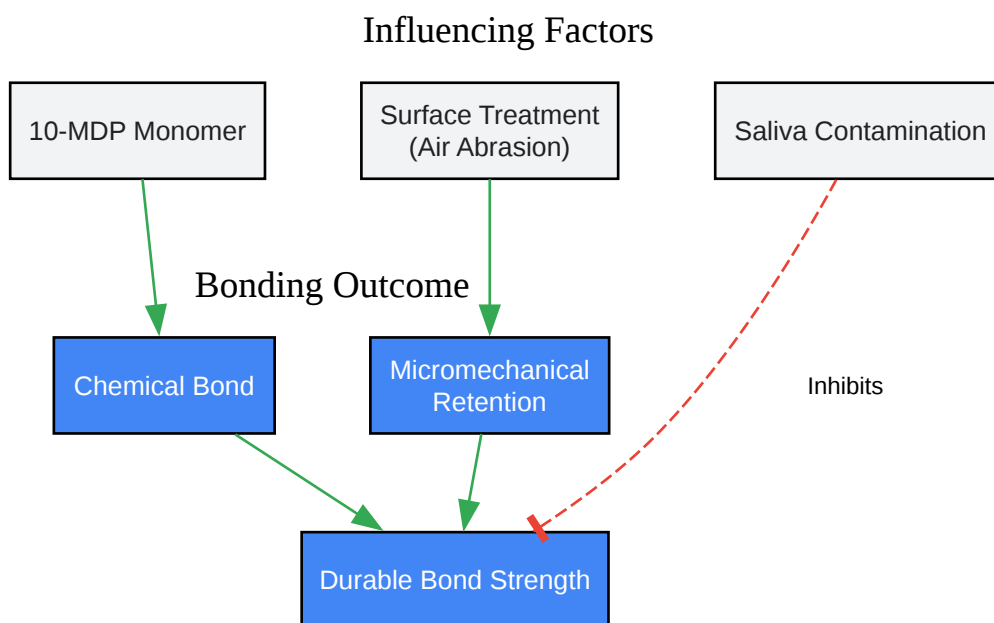 Influencing Factors
10-MDP Monomer
Surface Treatment
(Air Abrasion)
Saliva Contamination
Bonding Outcome
Chemical Bond
Micromechanical
Retention
Inhibits
Durable Bond Strength